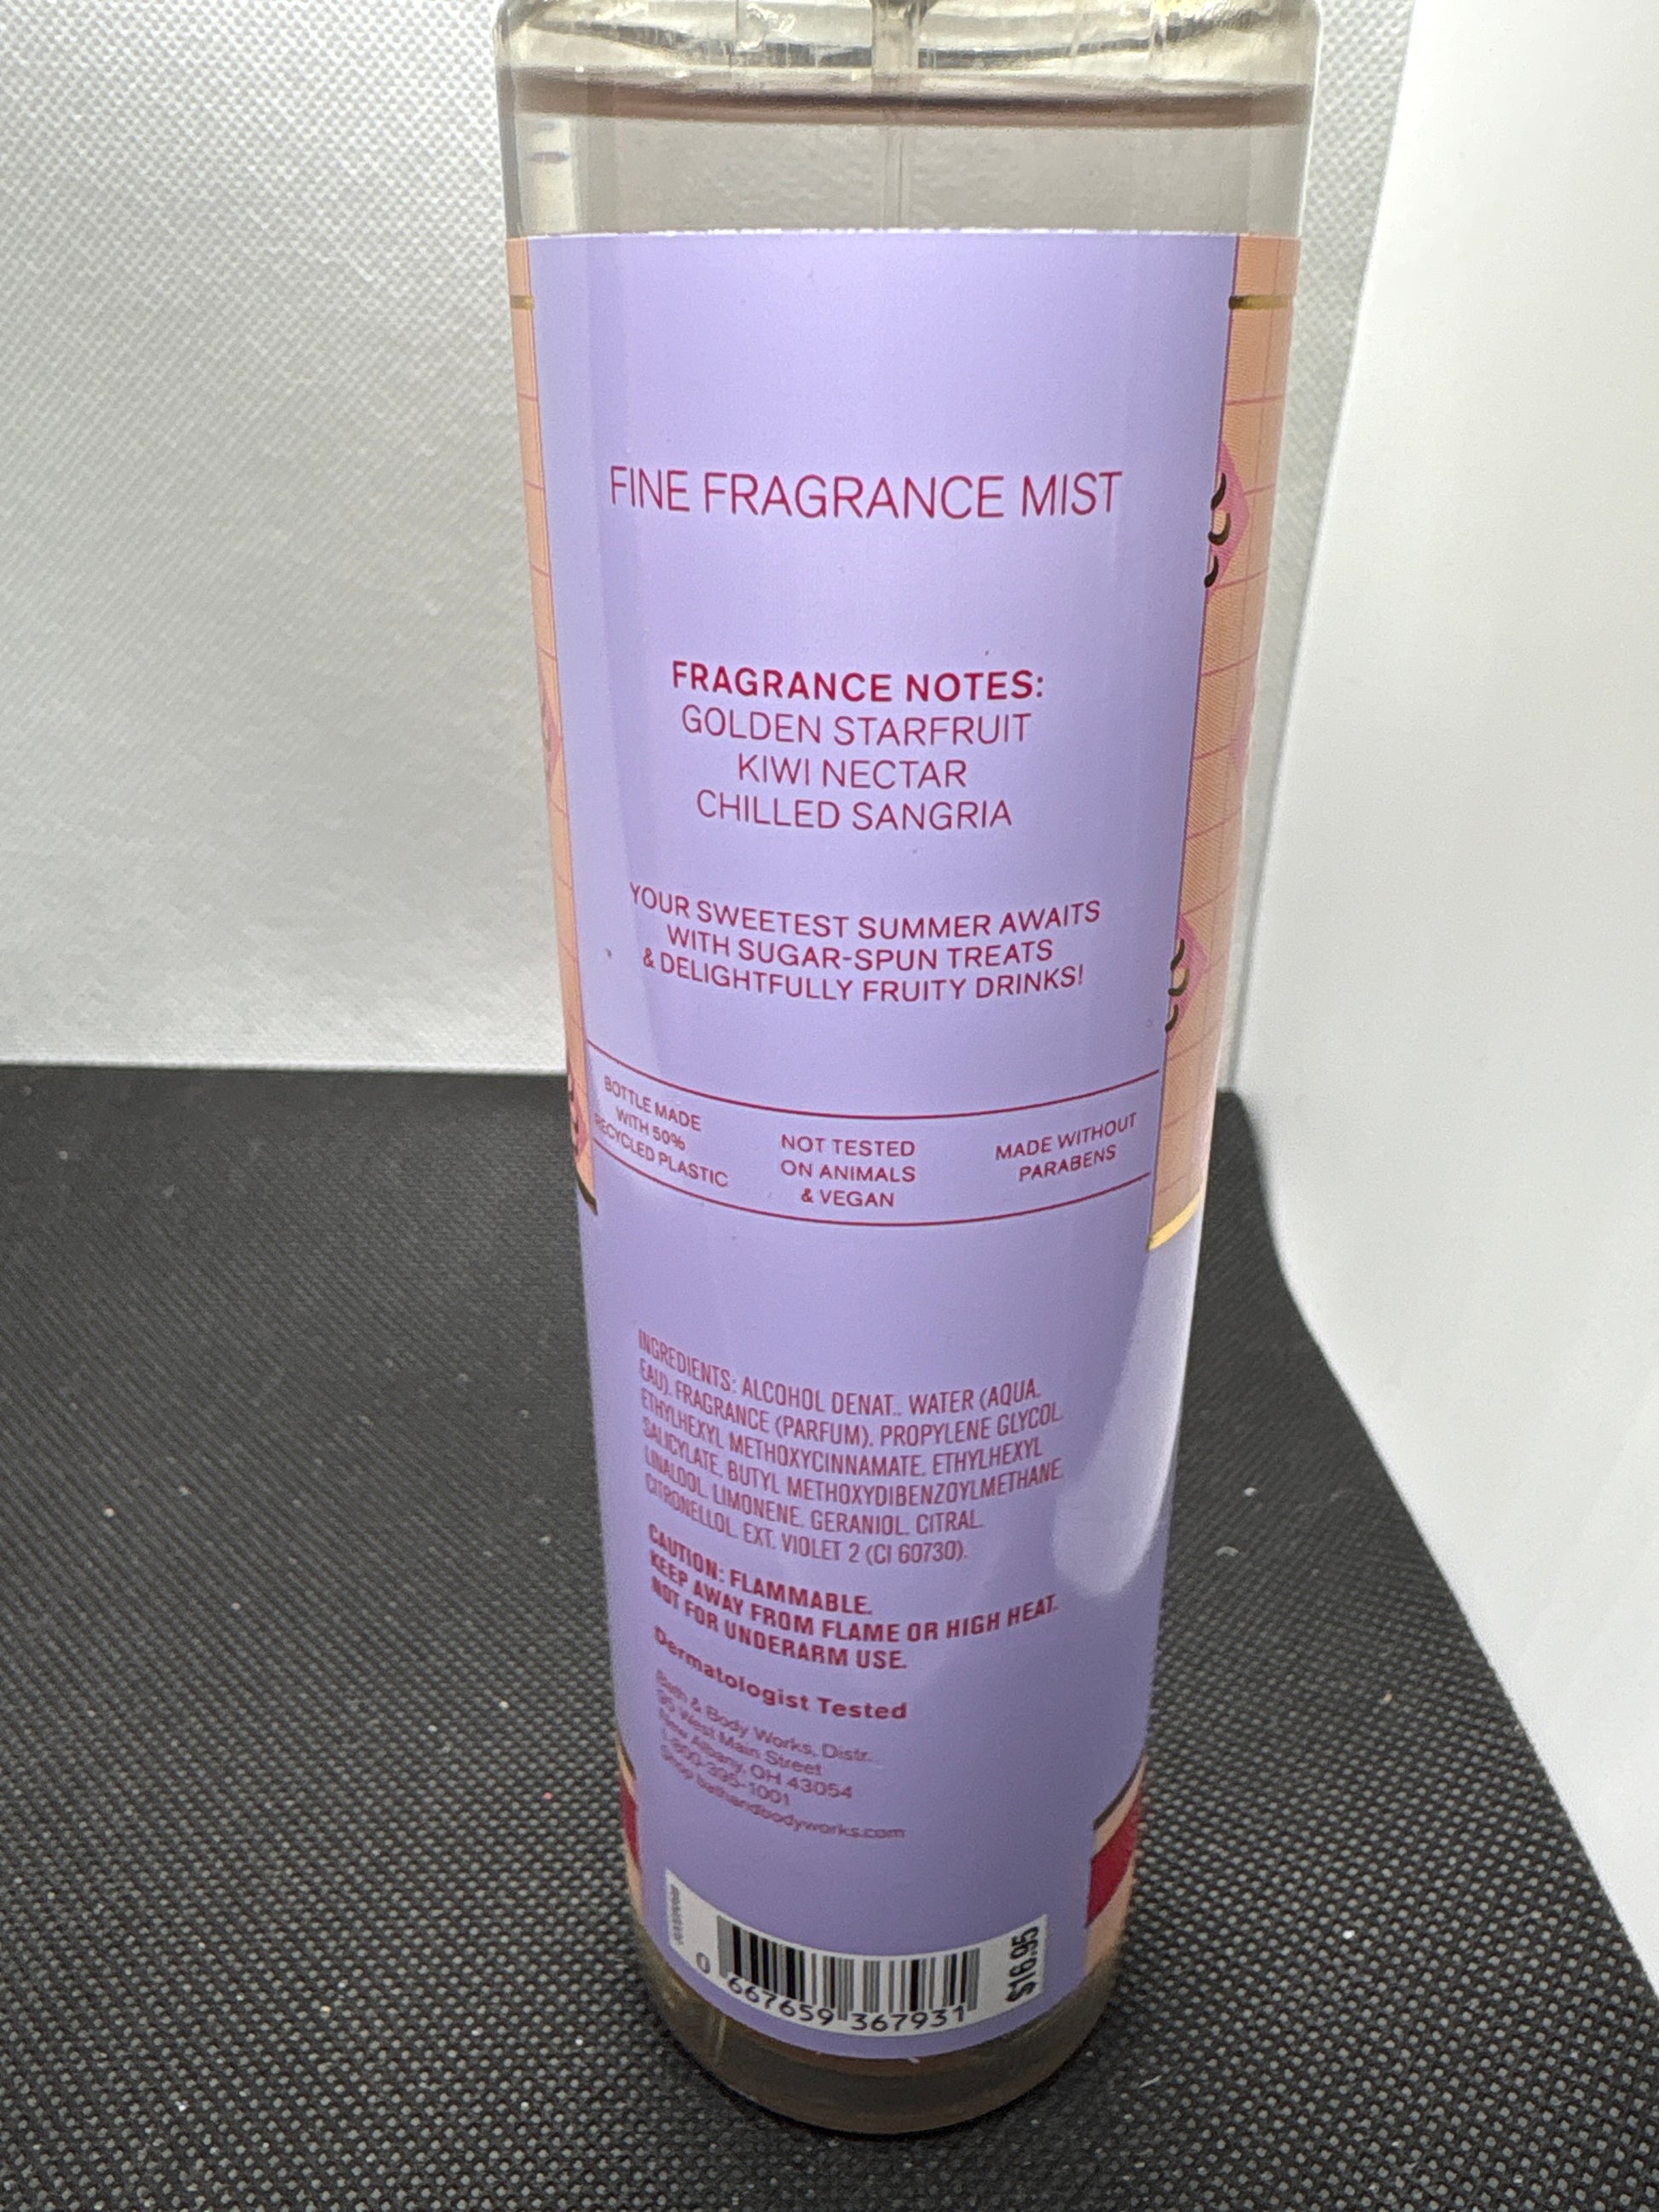 FINE FRAGRANCE MIST
FRAGRANCE NOTES:
GOLDEN STARFRUIT
KIWI NECTAR
CHILLED SANGRIA
YOUR SWEETEST SUMMER AWAITS
WITH SUGAR-SPUN TREATS
& DELIGHTFULLY FRUITY DRINKS!
BOTTLE MADE
WITH 50%
RECYCLED PLASTIC
NOT TESTED
ON ANIMALS
& VEGAN
MADE WITHOUT
PARABENS
INGREDIENTS: ALCOHOL DENAT., WATER (AQUA,
EAU), FRAGRANCE (PARFUM), PROPYLENE GLYCOL,
ETHYLHEXYL METHOXYCINNAMATE, ETHYLHEXYL
SALICYLATE, BUTYL METHOXYDIBENZOYLMETHANE,
LINALOOL, LIMONENE, GERANIOL, CITRAL,
CITRONELLOL, EXT. VIOLET 2 (CI 60730).
CAUTION: FLAMMABLE.
KEEP AWAY FROM FLAME OR HIGH HEAT.
NOT FOR UNDERARM USE.
Dermatologist Tested
Bath & Body Works, Distr.
95 West Main Street
New Albany, OH 43054
1-800-395-1001
Shop bathandbodyworks.com
0 667659 367931
$16.95